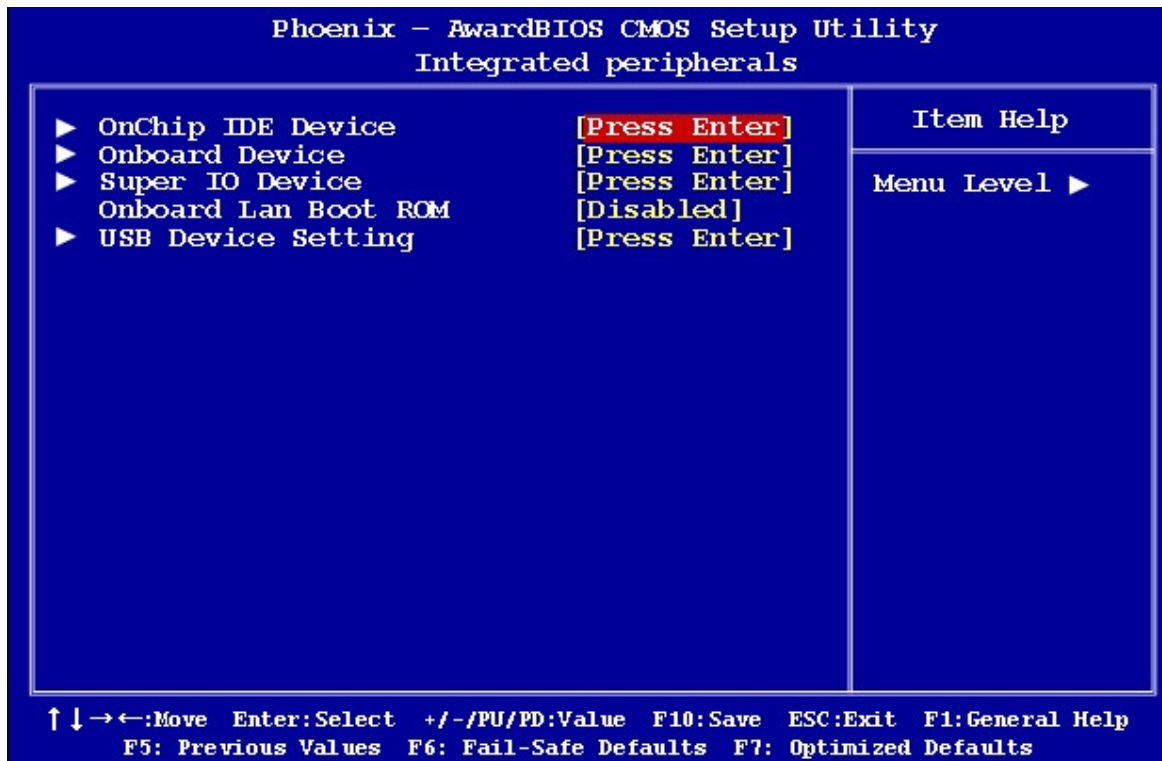 Phoenix – AwardBIOS CMOS Setup Utility
Integrated peripherals
▶ OnChip IDE Device [Press Enter]
▶ Onboard Device [Press Enter]
▶ Super IO Device [Press Enter]
Onboard Lan Boot ROM [Disabled]
▶ USB Device Setting [Press Enter]
Item Help
Menu Level ▶
↑↓→←:Move Enter:Select +/-/PU/PD:Value F10:Save ESC:Exit F1:General Help
F5: Previous Values F6: Fail-Safe Defaults F7: Optimized Defaults